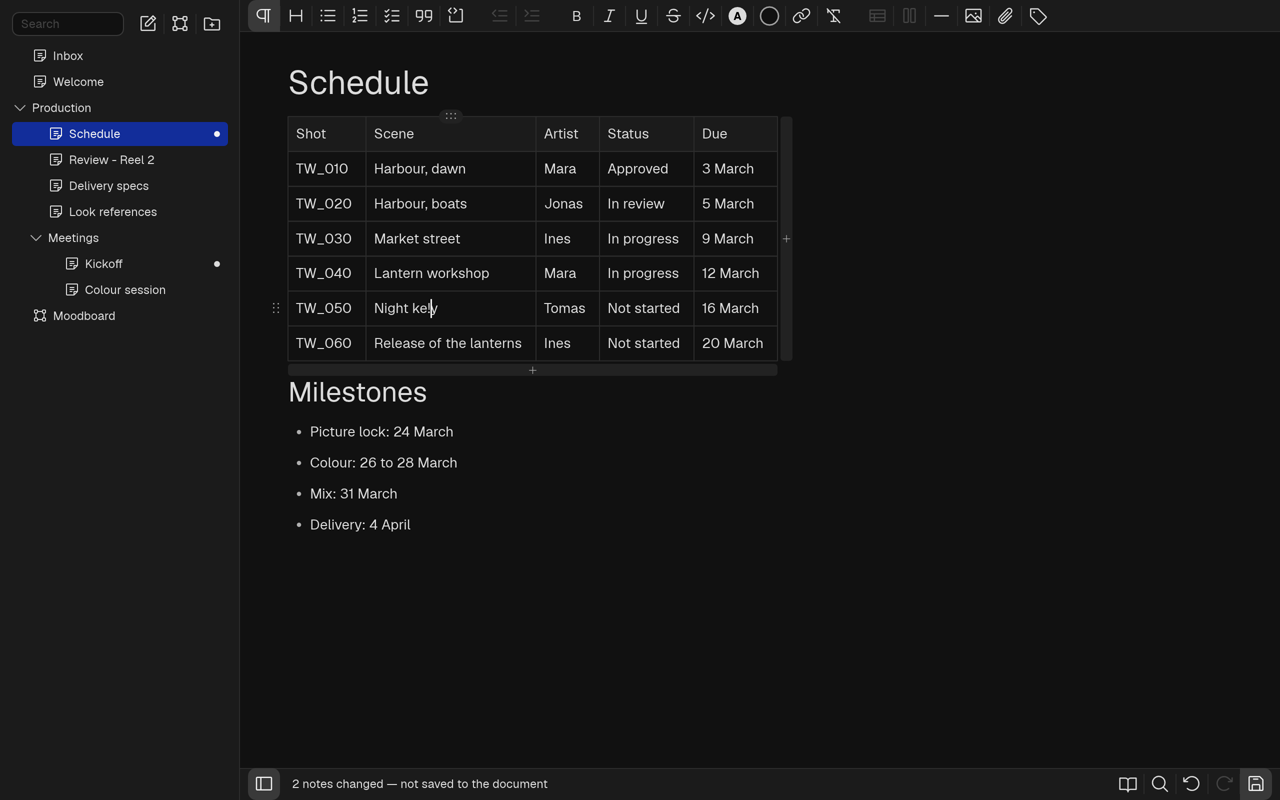 Search
Inbox
Welcome
Production
Schedule
Review - Reel 2
Delivery specs
Look references
Meetings
Kickoff
Colour session
Moodboard
Schedule
Shot Scene Artist Status Due
TW_010 Harbour, dawn Mara Approved 3 March
TW_020 Harbour, boats Jonas In review 5 March
TW_030 Market street Ines In progress 9 March
TW_040 Lantern workshop Mara In progress 12 March
TW_050 Night kely Tomas Not started 16 March
TW_060 Release of the lanterns Ines Not started 20 March
Milestones
Picture lock: 24 March
Colour: 26 to 28 March
Mix: 31 March
Delivery: 4 April
2 notes changed — not saved to the document